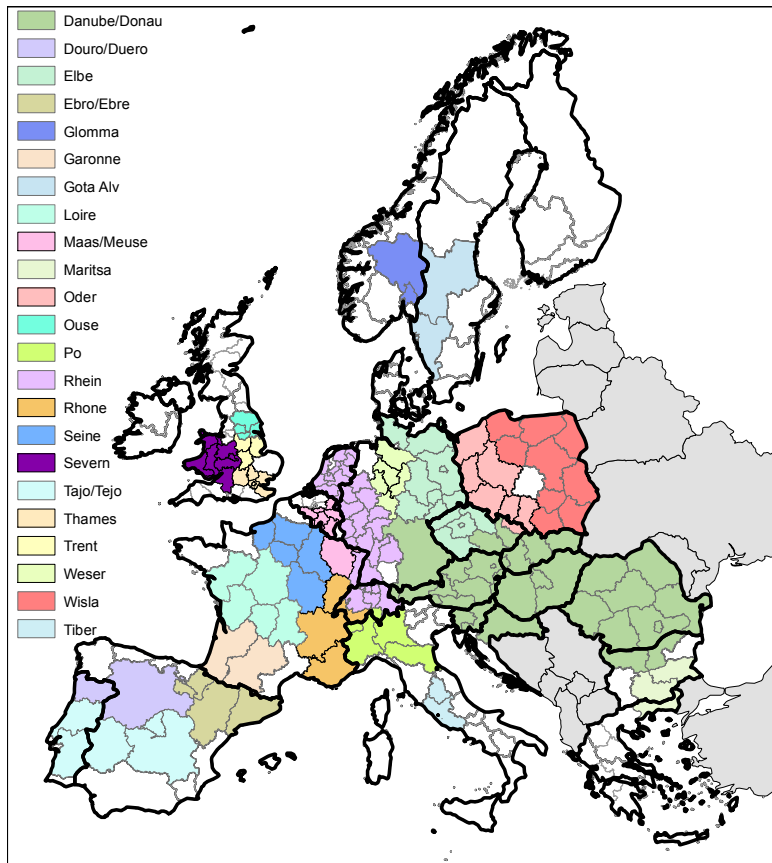 Danube/Donau
Douro/Duero
Elbe
Ebro/Ebre
Glomma
Garonne
Gota Alv
Loire
Maas/Meuse
Maritsa
Oder
Ouse
Po
Rhein
Rhone
Seine
Severn
Tajo/Tejo
Thames
Trent
Weser
Wisla
Tiber